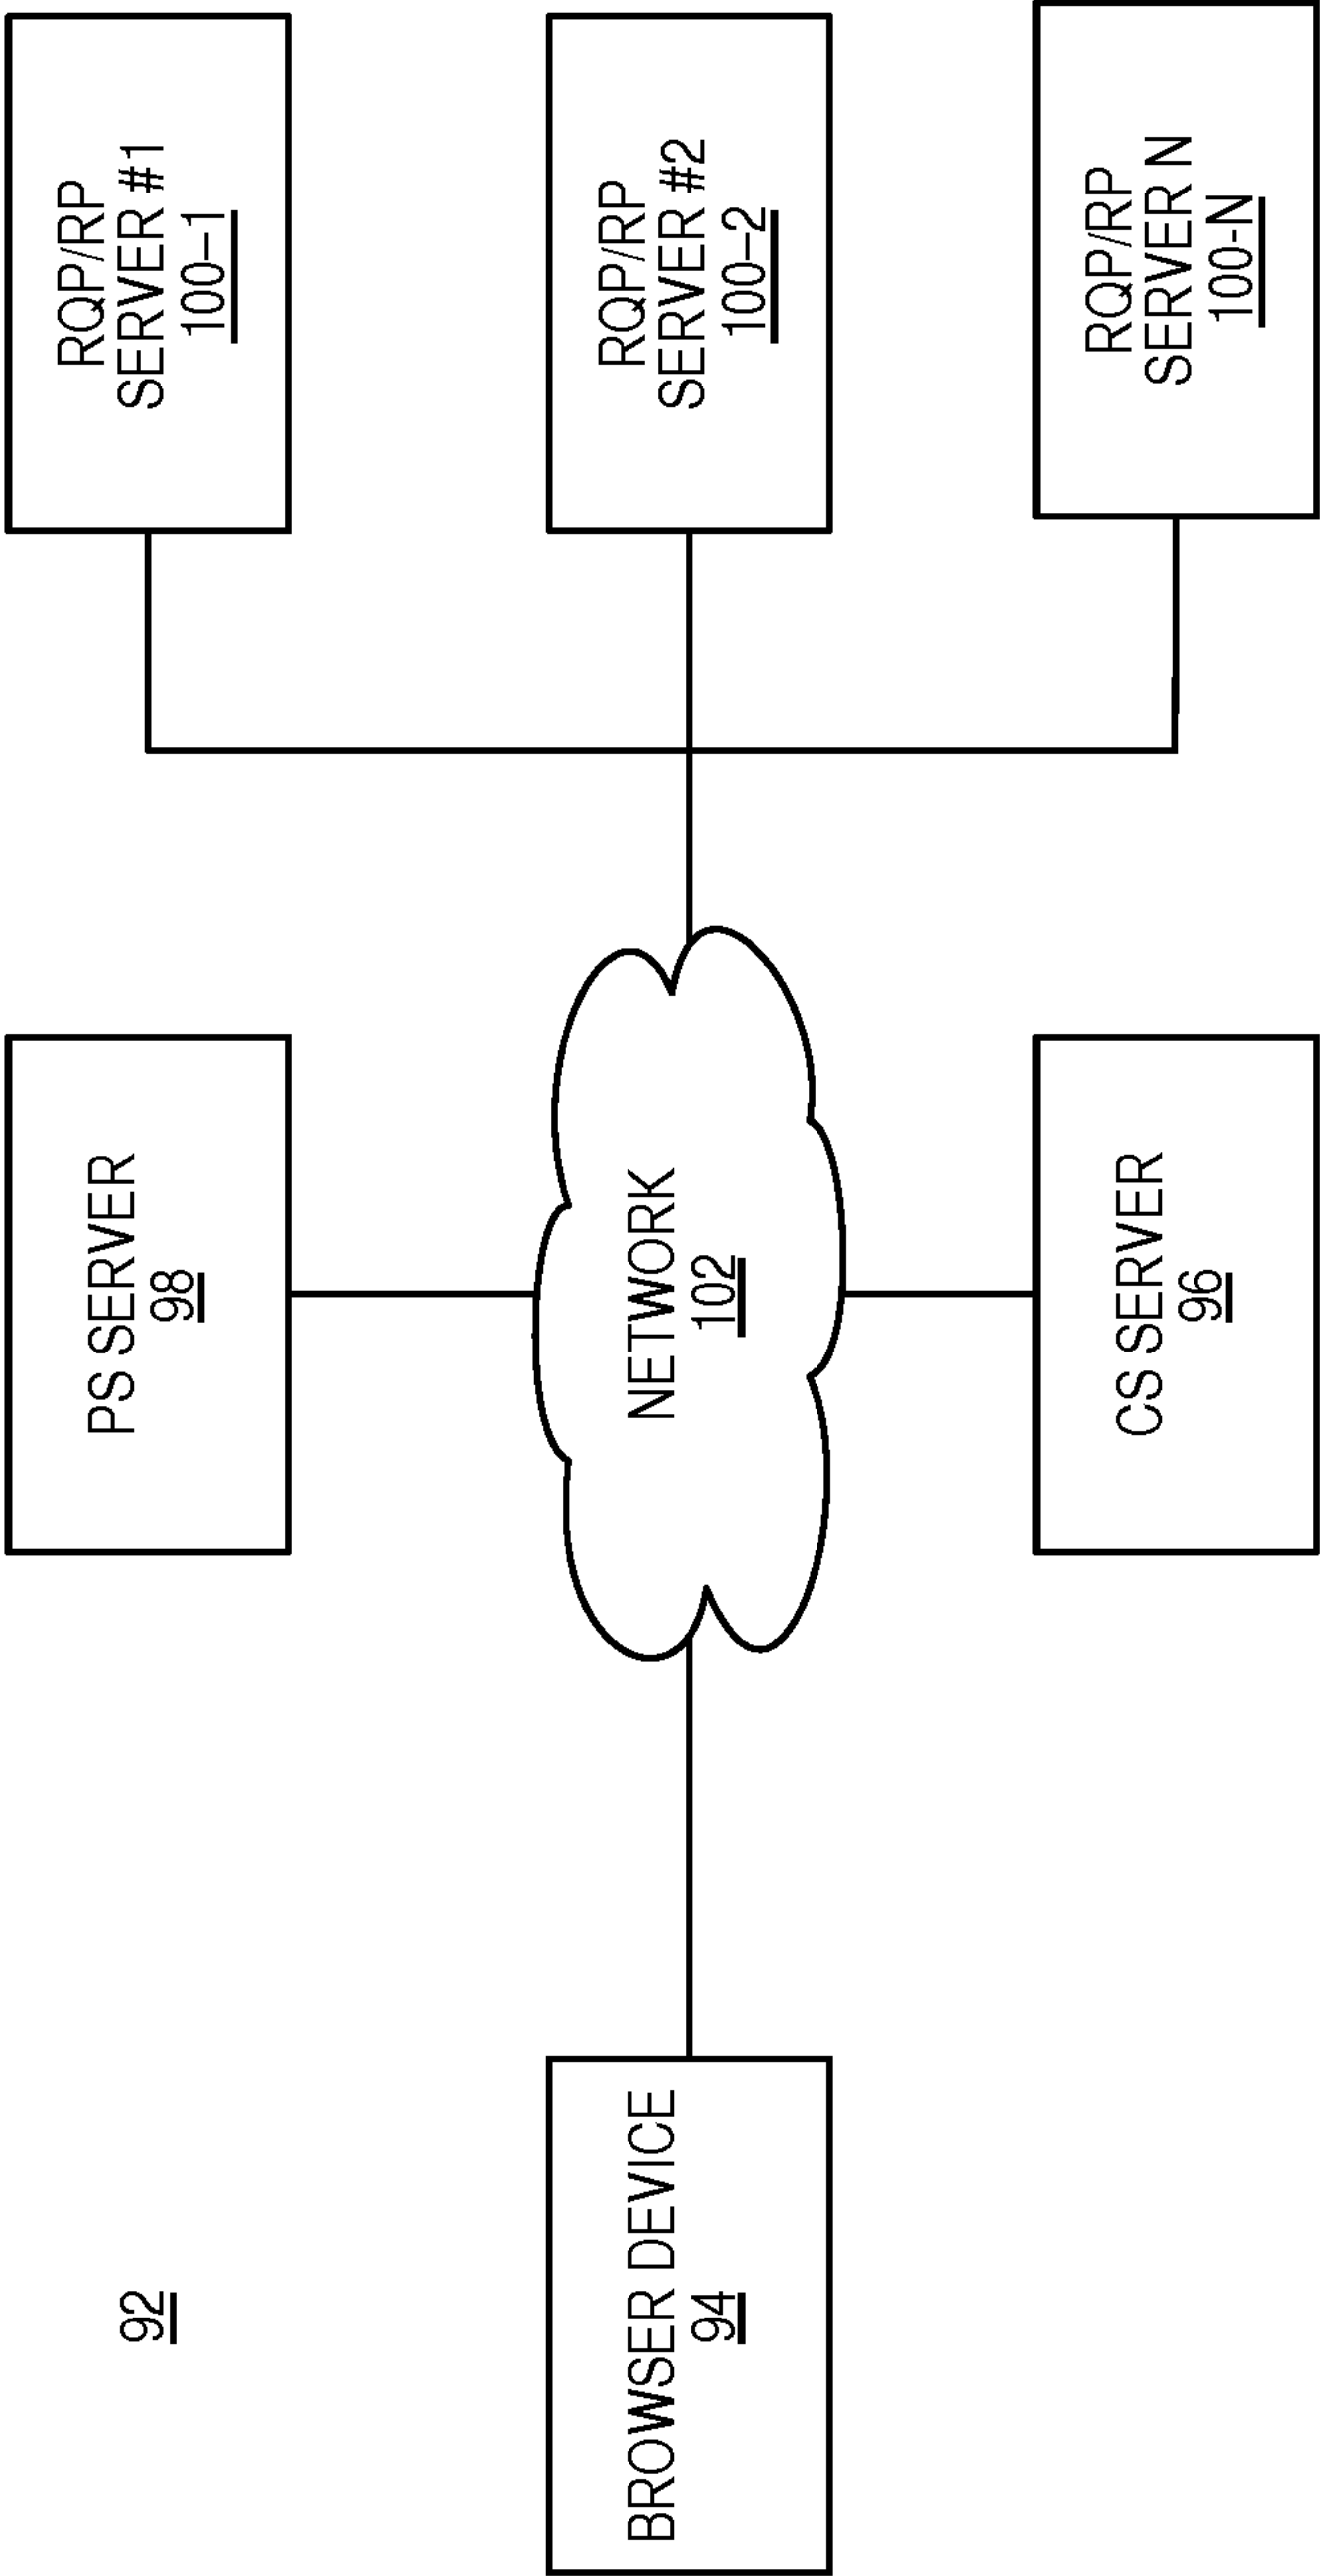 92
PS SERVER
98
RQP/RP
SERVER #1
100–1
BROWSER DEVICE
94
NETWORK
102
RQP/RP
SERVER #2
100–2
CS SERVER
96
RQP/RP
SERVER N
100-N